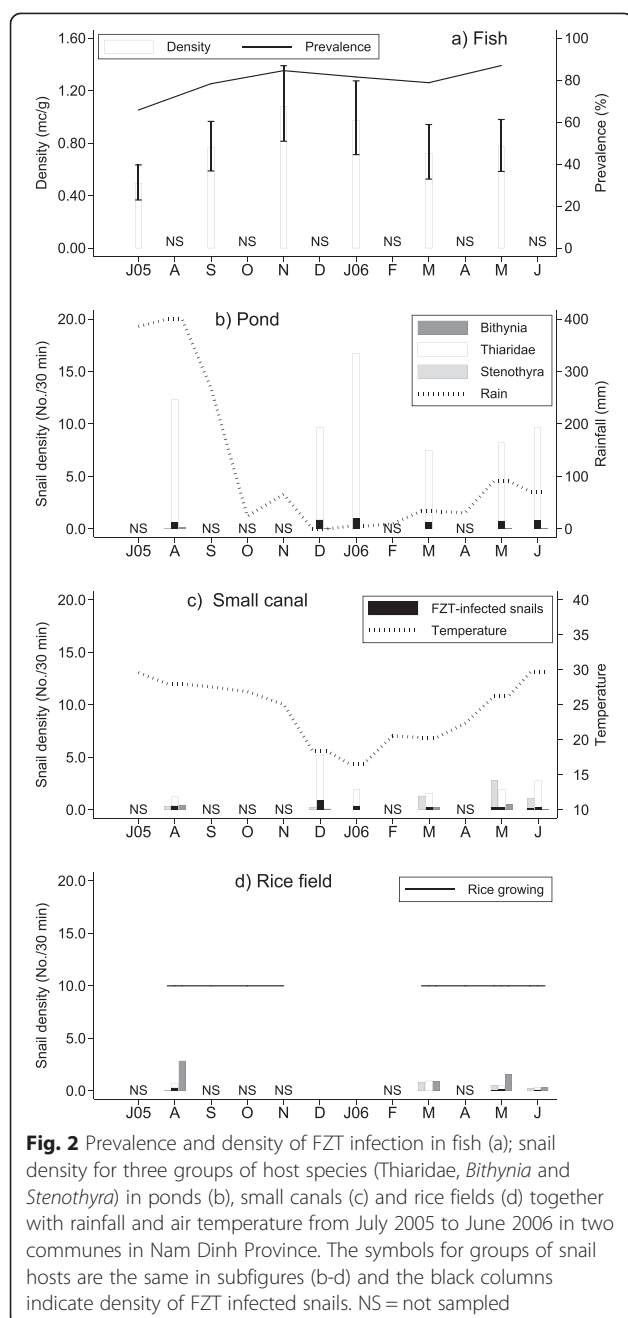 a) Fish
Density
Prevalence
Density (mc/g)
Prevalence (%)
1.60
1.20
0.80
0.40
0.00
100
80
60
40
20
0
NS NS NS NS NS NS
J05 A S O N D J06 F M A M J
b) Pond
Bithynia
Thiaridae
Stenothyra
Rain
Snail density (No./30 min)
Rainfall (mm)
20.0
15.0
10.0
5.0
0.0
400
300
200
100
0
NS NS NS NS NS NS
J05 A S O N D J06 F M A M J
c) Small canal
FZT-infected snails
Temperature
Snail density (No./30 min)
Temperature
20.0
15.0
10.0
5.0
0.0
40
35
30
25
20
15
10
NS NS NS NS NS NS
J05 A S O N D J06 F M A M J
d) Rice field
Rice growing
Snail density (No./30 min)
20.0
15.0
10.0
5.0
0.0
NS NS NS NS NS NS
J05 A S O N D J06 F M A M J
Fig. 2 Prevalence and density of FZT infection in fish (a); snail
density for three groups of host species (Thiaridae, Bithynia and
Stenothyra) in ponds (b), small canals (c) and rice fields (d) together
with rainfall and air temperature from July 2005 to June 2006 in two
communes in Nam Dinh Province. The symbols for groups of snail
hosts are the same in subfigures (b-d) and the black columns
indicate density of FZT infected snails. NS = not sampled